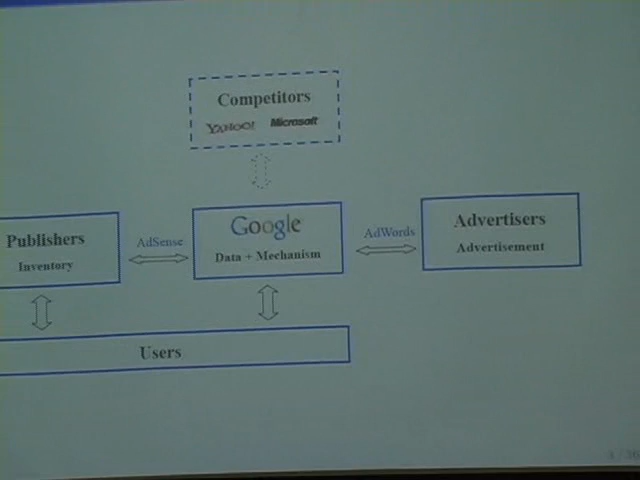 Competitors
YAHOO! Microsoft
Publishers
Inventory
AdSense
Google
Data + Mechanism
AdWords
Advertisers
Advertisement
Users